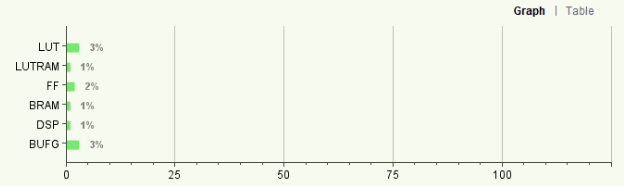 Graph | Table
LUT 3%
LUTRAM 1%
FF 2%
BRAM 1%
DSP 1%
BUFG 3%
0 25 50 75 100